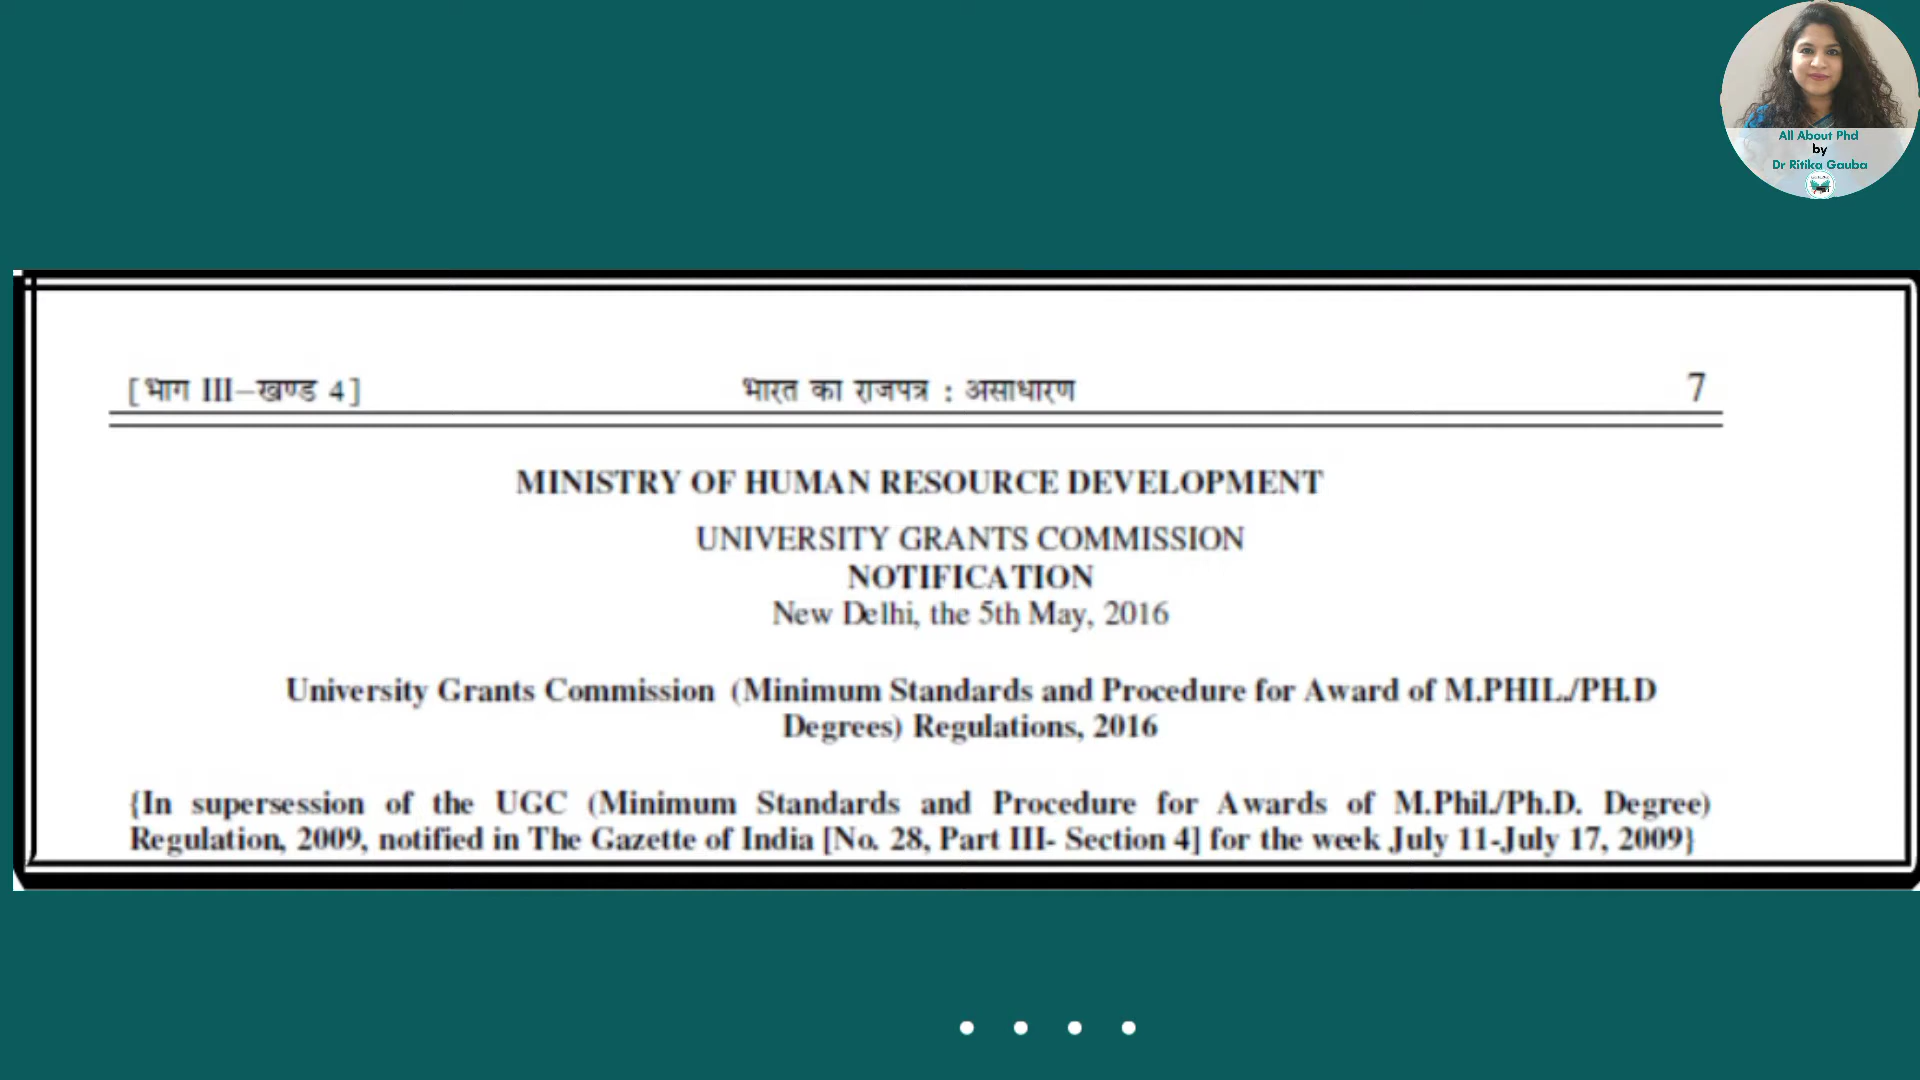 All About Phd
by
Dr Ritika Gauba
[भाग III—खण्ड 4]
भारत का राजपत्र : असाधारण
7
MINISTRY OF HUMAN RESOURCE DEVELOPMENT
UNIVERSITY GRANTS COMMISSION
NOTIFICATION
New Delhi, the 5th May, 2016
University Grants Commission (Minimum Standards and Procedure for Award of M.PHIL./PH.D
Degrees) Regulations, 2016
{In supersession of the UGC (Minimum Standards and Procedure for Awards of M.Phil./Ph.D. Degree)
Regulation, 2009, notified in The Gazette of India [No. 28, Part III- Section 4] for the week July 11-July 17, 2009}